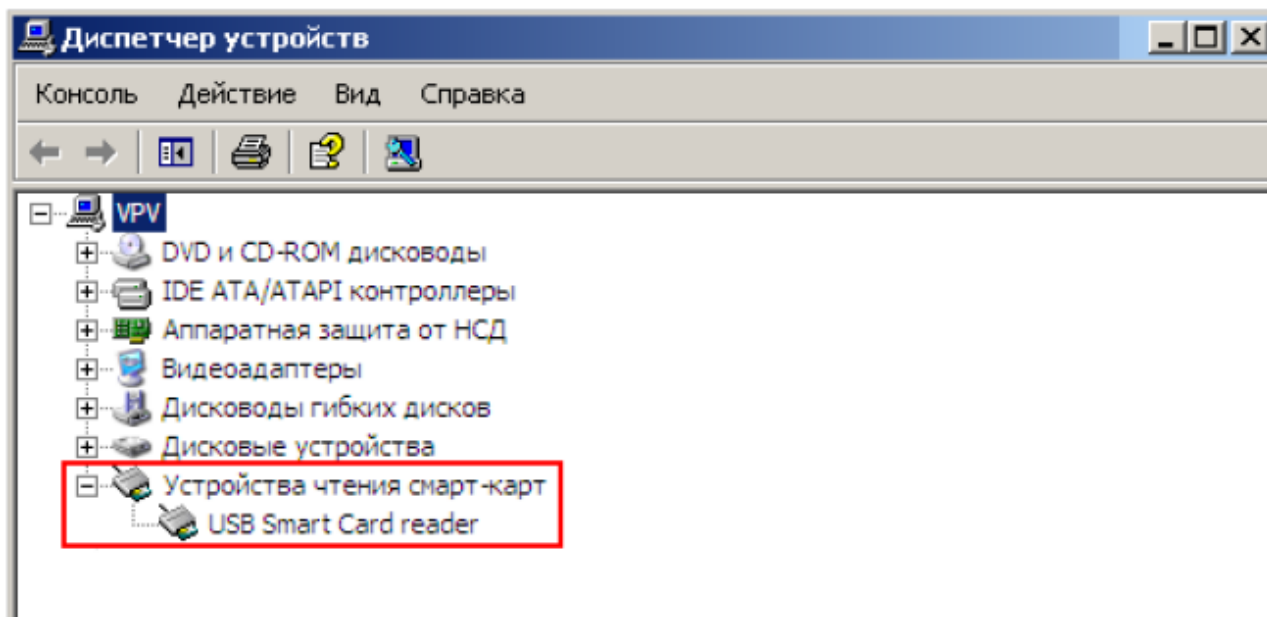 Диспетчер устройств
Консоль Действие Вид Справка
VPV
DVD и CD-ROM дисководы
IDE ATA/ATAPI контроллеры
Аппаратная защита от НСД
Видеоадаптеры
Дисководы гибких дисков
Дисковые устройства
Устройства чтения смарт-карт
USB Smart Card reader